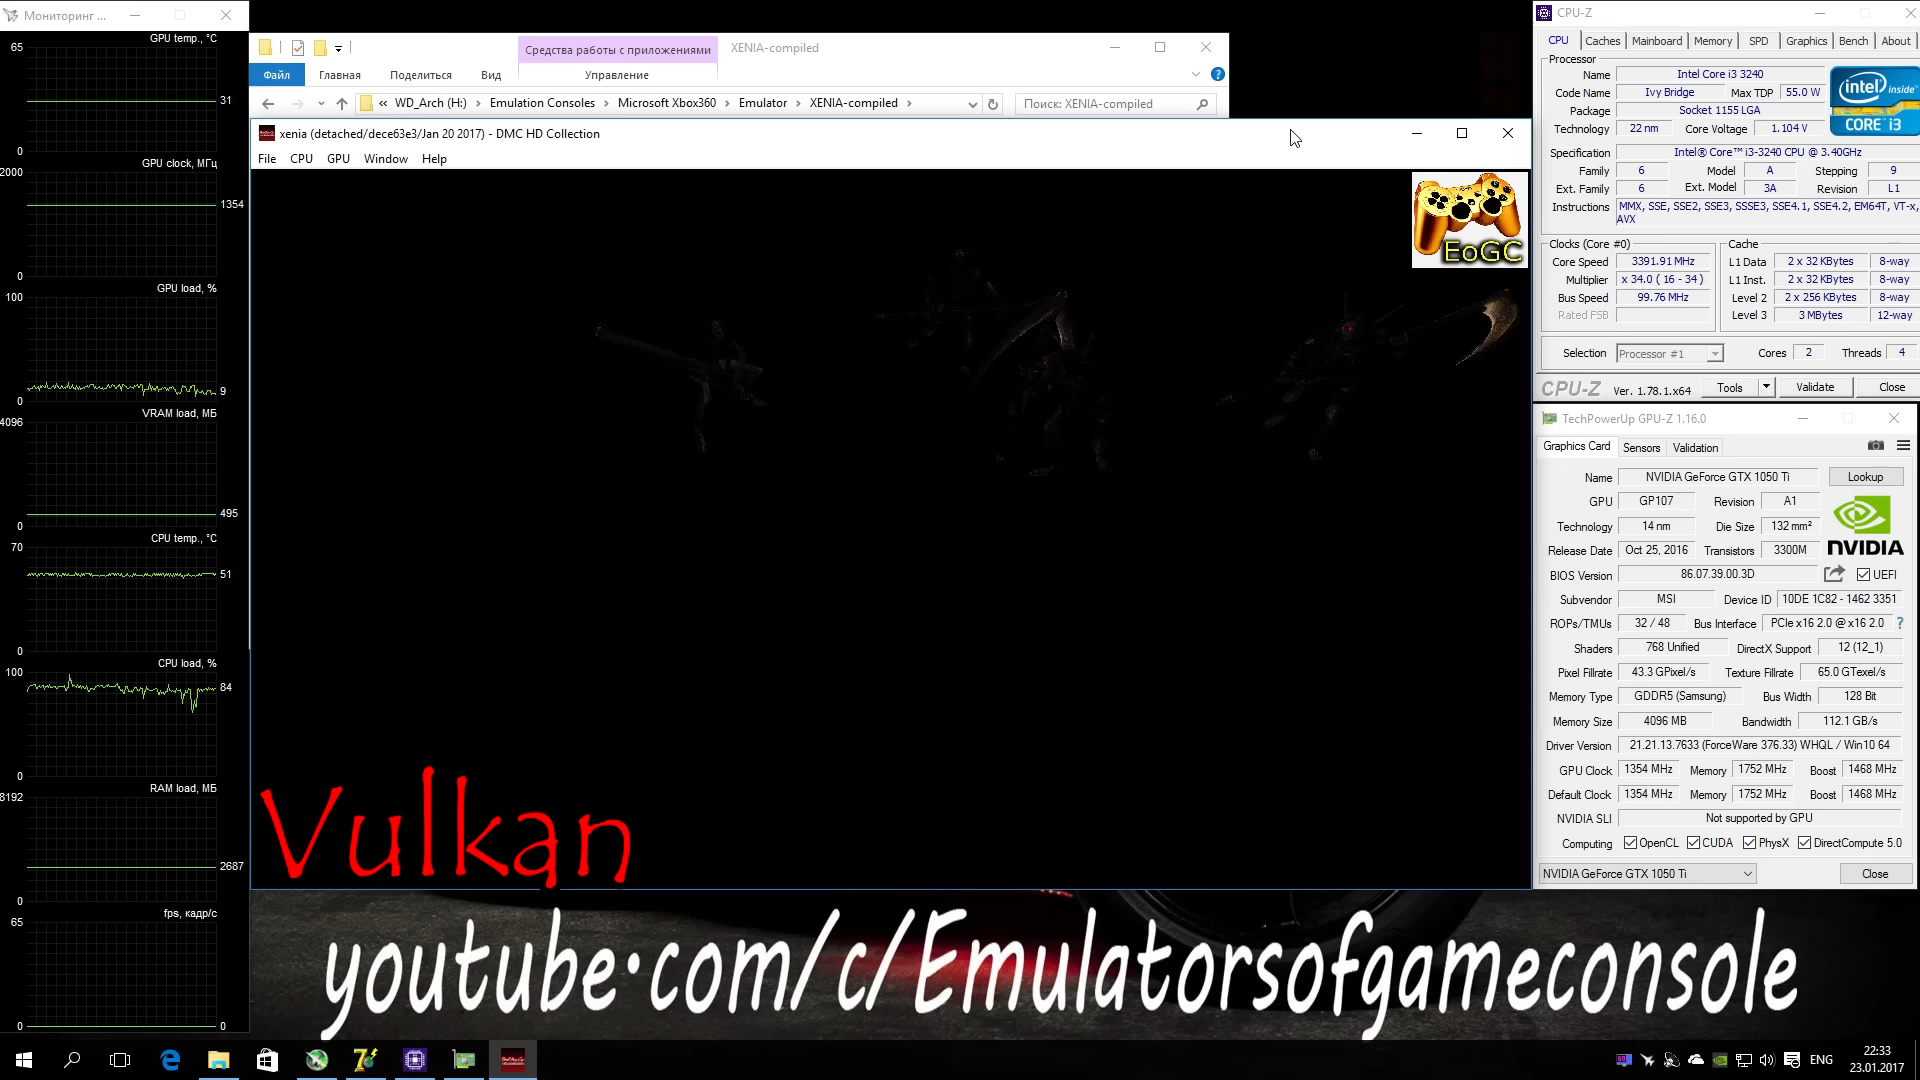 Мониторинг ...
GPU temp., °C
65
31
0
GPU clock, МГц
2000
1354
0
GPU load, %
100
9
0
VRAM load, МБ
4096
495
0
CPU temp., °C
70
51
0
CPU load, %
100
84
0
RAM load, МБ
8192
2687
0
fps, кадр/с
65
0
0
Средства работы с приложениями
XENIA-compiled
Файл
Главная
Поделиться
Вид
Управление
« WD_Arch (H:) > Emulation Consoles > Microsoft Xbox360 > Emulator > XENIA-compiled >
Поиск: XENIA-compiled
xenia (detached/dece63e3/Jan 20 2017) - DMC HD Collection
File CPU GPU Window Help
EoGC
Vulkan
youtube.com/c/Emulatorsofgameconsole
CPU-Z
CPU Caches Mainboard Memory SPD Graphics Bench About
Processor
Name Intel Core i3 3240
Code Name Ivy Bridge Max TDP 55.0 W
Package Socket 1155 LGA
Technology 22 nm Core Voltage 1.104 V
intel inside™
CORE™ i3
Specification Intel® Core™ i3-3240 CPU @ 3.40GHz
Family 6 Model A Stepping 9
Ext. Family 6 Ext. Model 3A Revision L1
Instructions MMX, SSE, SSE2, SSE3, SSSE3, SSE4.1, SSE4.2, EM64T, VT-x,
AVX
Clocks (Core #0)
Core Speed 3391.91 MHz
Multiplier x 34.0 ( 16 - 34 )
Bus Speed 99.76 MHz
Rated FSB
Cache
L1 Data 2 x 32 KBytes 8-way
L1 Inst. 2 x 32 KBytes 8-way
Level 2 2 x 256 KBytes 8-way
Level 3 3 MBytes 12-way
Selection Processor #1 Cores 2 Threads 4
CPU-Z Ver. 1.78.1.x64 Tools Validate Close
TechPowerUp GPU-Z 1.16.0
Graphics Card Sensors Validation
Name NVIDIA GeForce GTX 1050 Ti Lookup
GPU GP107 Revision A1
Technology 14 nm Die Size 132 mm²
Release Date Oct 25, 2016 Transistors 3300M
NVIDIA
BIOS Version 86.07.39.00.3D UEFI
Subvendor MSI Device ID 10DE 1C82 - 1462 3351
ROPs/TMUs 32 / 48 Bus Interface PCIe x16 2.0 @ x16 2.0 ?
Shaders 768 Unified DirectX Support 12 (12_1)
Pixel Fillrate 43.3 GPixel/s Texture Fillrate 65.0 GTexel/s
Memory Type GDDR5 (Samsung) Bus Width 128 Bit
Memory Size 4096 MB Bandwidth 112.1 GB/s
Driver Version 21.21.13.7633 (ForceWare 376.33) WHQL / Win10 64
GPU Clock 1354 MHz Memory 1752 MHz Boost 1468 MHz
Default Clock 1354 MHz Memory 1752 MHz Boost 1468 MHz
NVIDIA SLI Not supported by GPU
Computing OpenCL CUDA PhysX DirectCompute 5.0
NVIDIA GeForce GTX 1050 Ti Close
ENG
22:33
23.01.2017